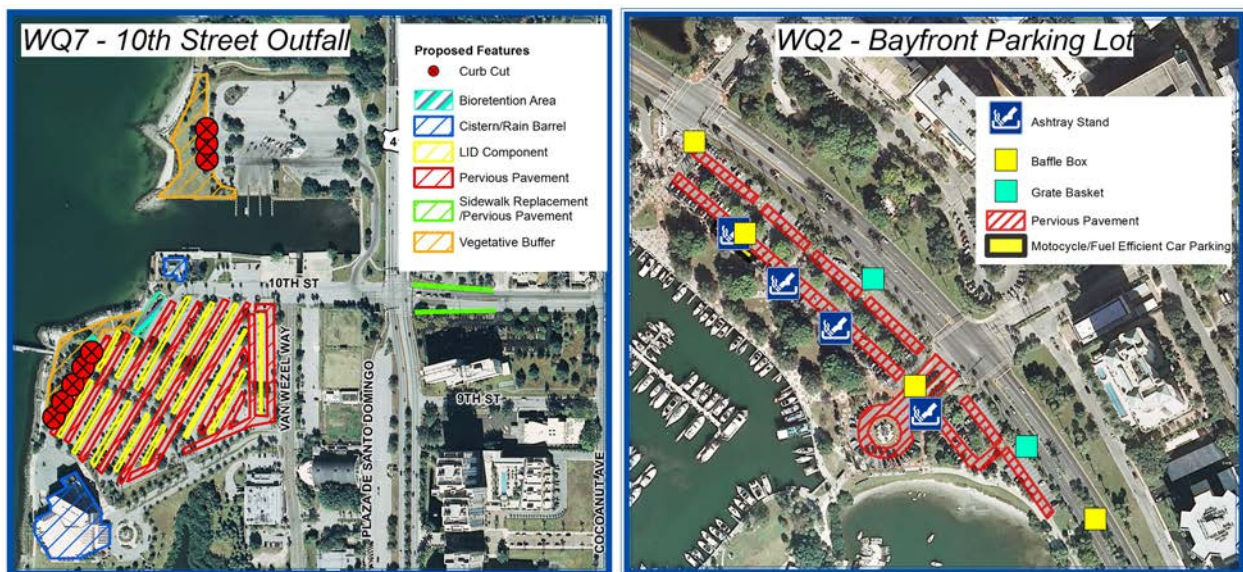 WQ7 - 10th Street Outfall
Proposed Features
Curb Cut
Bioretention Area
Cistern/Rain Barrel
LID Component
Pervious Pavement
Sidewalk Replacement
/Pervious Pavement
Vegetative Buffer
4
10TH ST
VAN WEZEL WAY
PLAZA DE SANTO DOMINGO
9TH ST
COCOANUT AVE
WQ2 - Bayfront Parking Lot
Ashtray Stand
Baffle Box
Grate Basket
Pervious Pavement
Motocycle/Fuel Efficient Car Parking